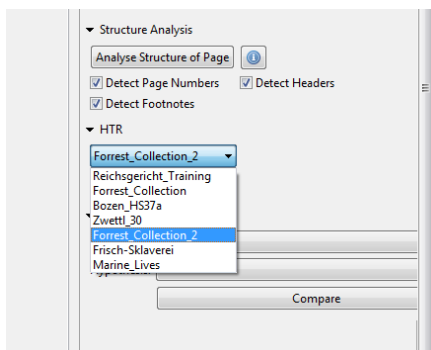 Structure Analysis
Analyse Structure of Page
Detect Page Numbers Detect Headers
Detect Footnotes
HTR
Forrest_Collection_2
Reichsgericht_Training
Forrest_Collection
Bozen_HS37a
Zwettl_30
Forrest_Collection_2
Frisch-Sklaverei
Marine_Lives
Compare